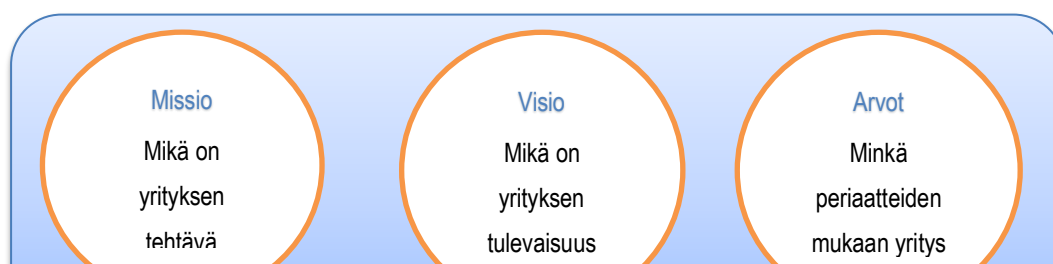 Missio
Mikä on
yrityksen
tehtävä
Visio
Mikä on
yrityksen
tulevaisuus
Arvot
Minkä
periaatteiden
mukaan yritys